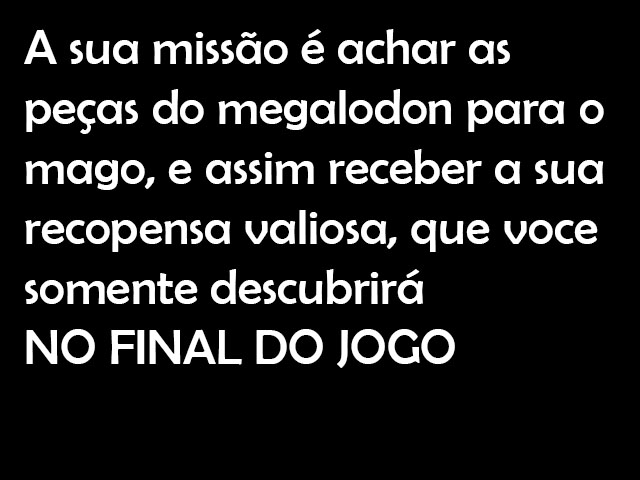 A sua missão é achar as
peças do megalodon para o
mago, e assim receber a sua
recopensa valiosa, que voce
somente descubrirá
NO FINAL DO JOGO